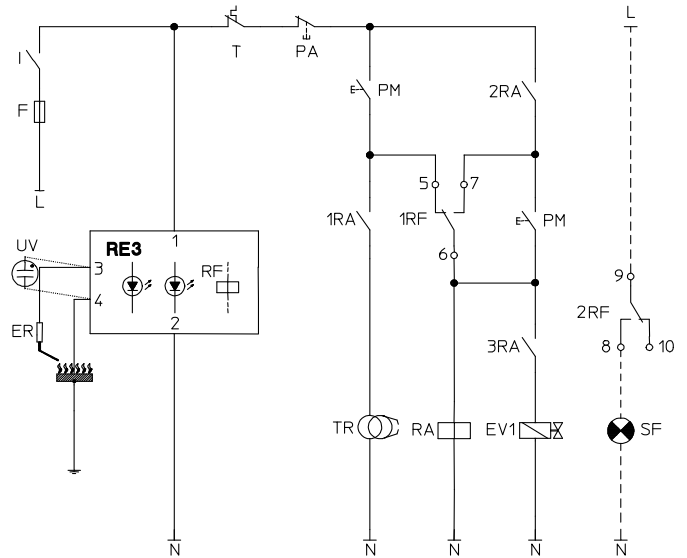 L
I
T
PA
F
PM
2RA
L
5
7
1RA
1RF
PM
UV
RE3
1
3
RF
6
4
9
ER
2
2RF
3RA
8
10
TR
RA
EV1
SF
N
N
N
N
N